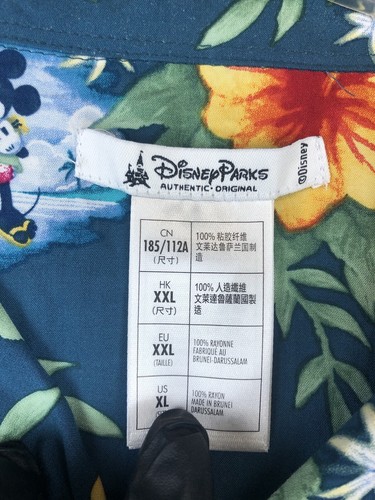 DISNEY PARKS
AUTHENTIC · ORIGINAL
©Disney
CN
185/112A
(尺寸)
100% 粘胶纤维
文莱达鲁萨兰国制
造
HK
XXL
(尺寸)
100% 人造纖維
文萊達魯薩蘭國製
造
EU
XXL
(TAILLE)
100% RAYONNE
FABRIQUÉ AU
BRUNEI-DARUSSALAM
US
XL
100% RAYON
MADE IN BRUNEI
DARUSSALAM